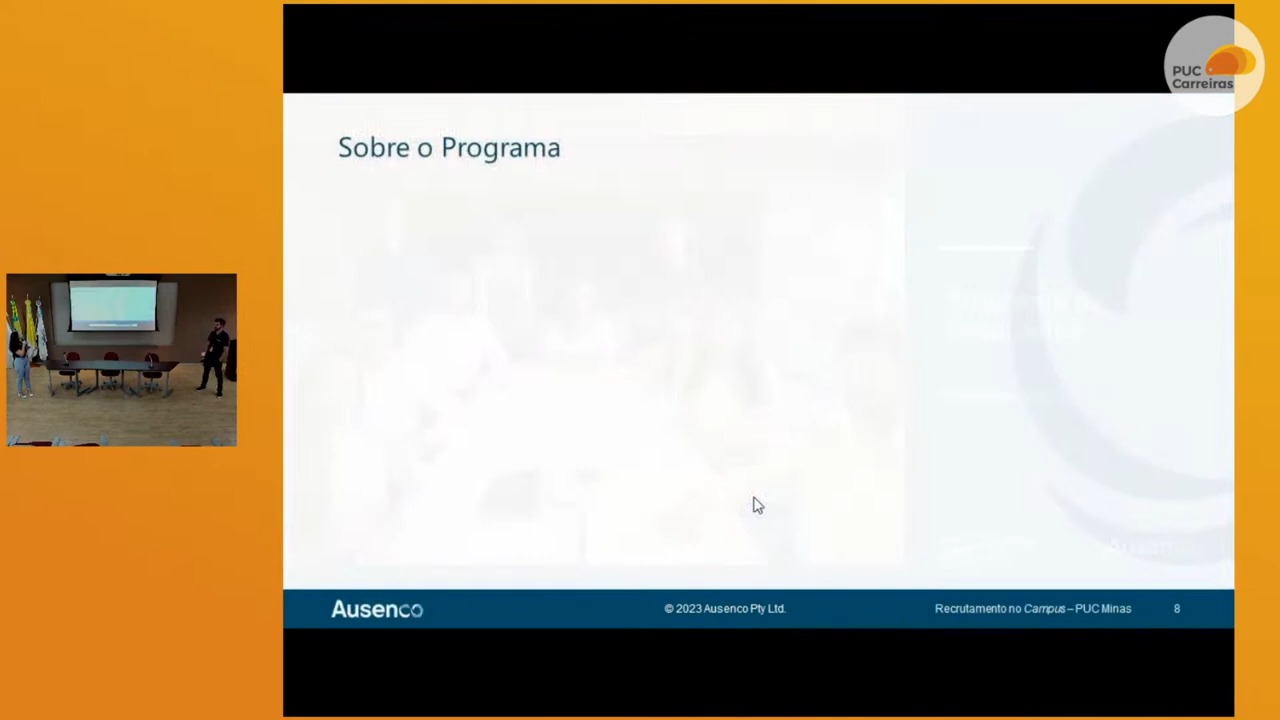 PUC
Carreiras
Sobre o Programa
Ausenco
© 2023 Ausenco Pty Ltd.
Recrutamento no Campus – PUC Minas
8